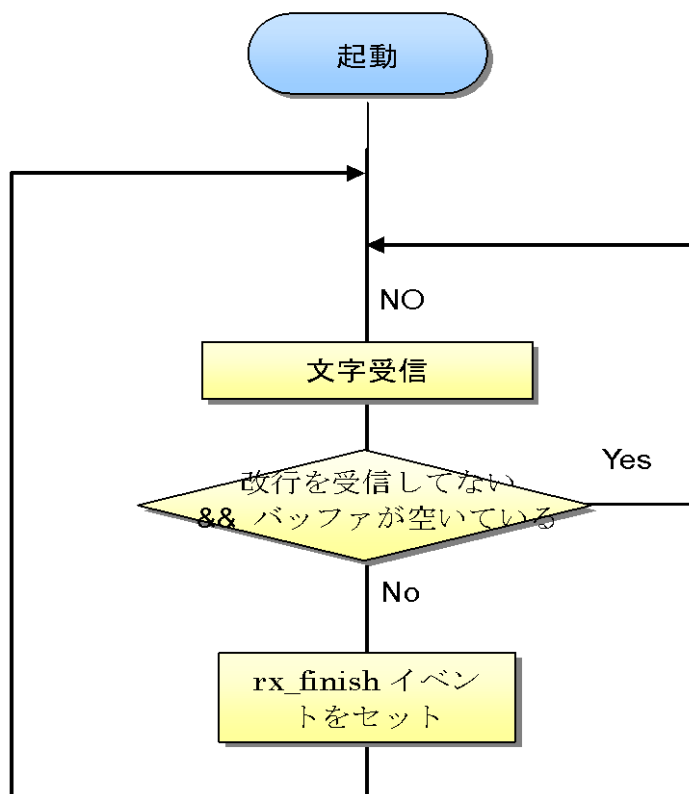 起動
NO
文字受信
Yes
改行を受信してない
&& バッファが空いている
No
rx_finish イベン
トをセット